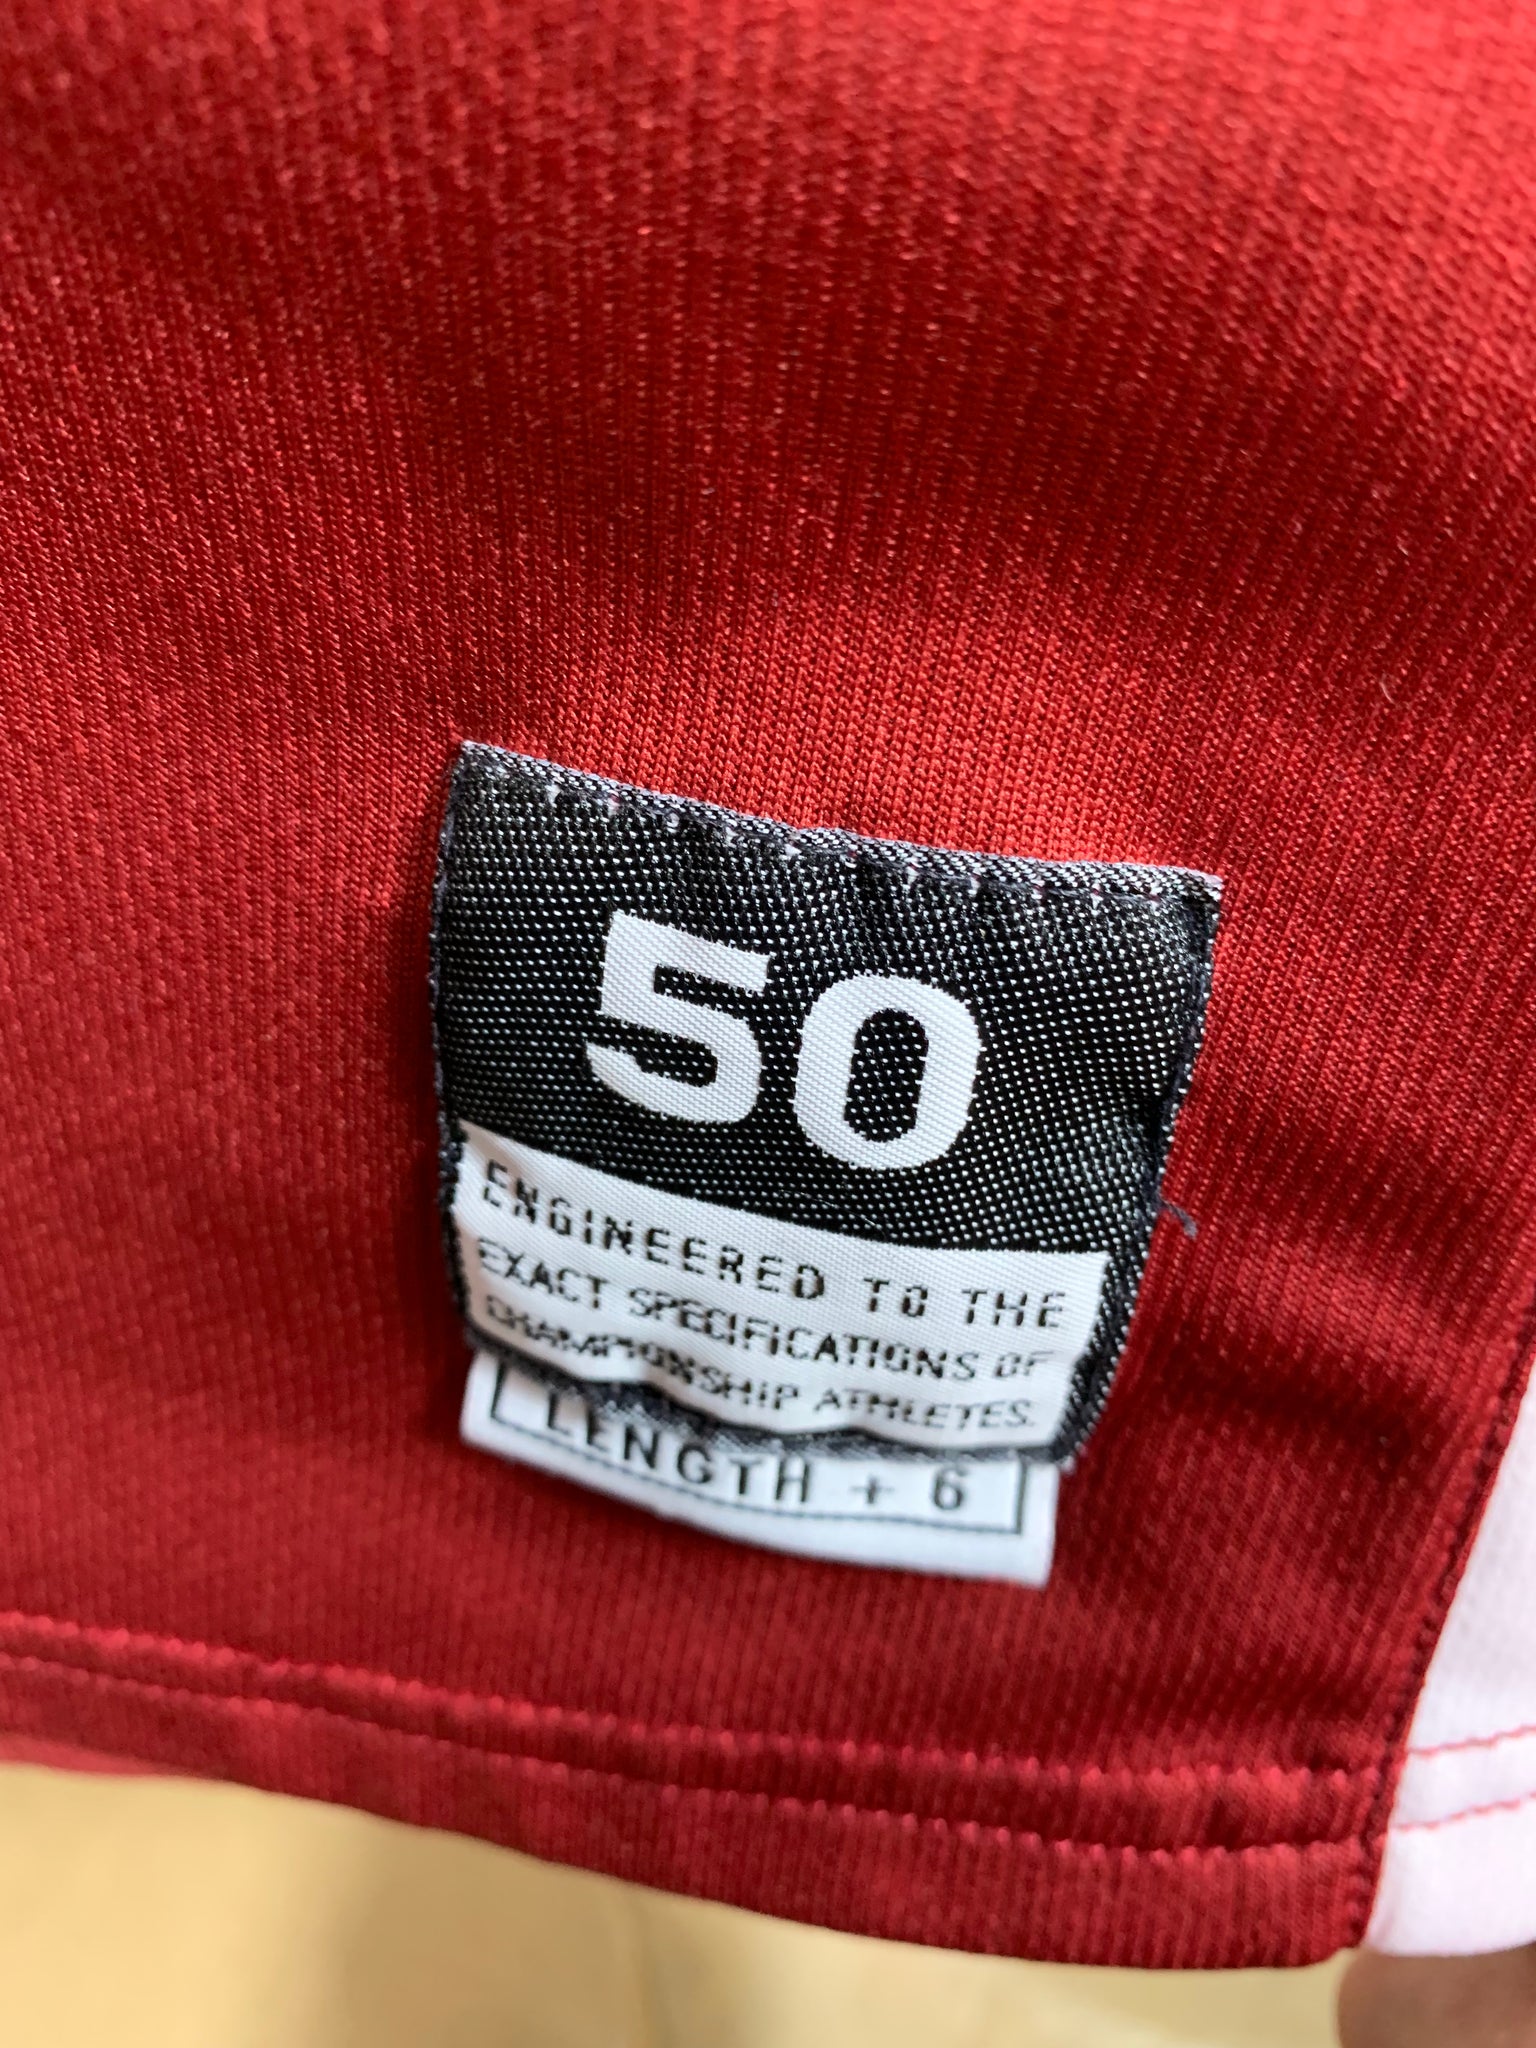 50
ENGINEERED TO THE
EXACT SPECIFICATIONS OF
CHAMPIONSHIP ATHLETES.
LENGTH + 6